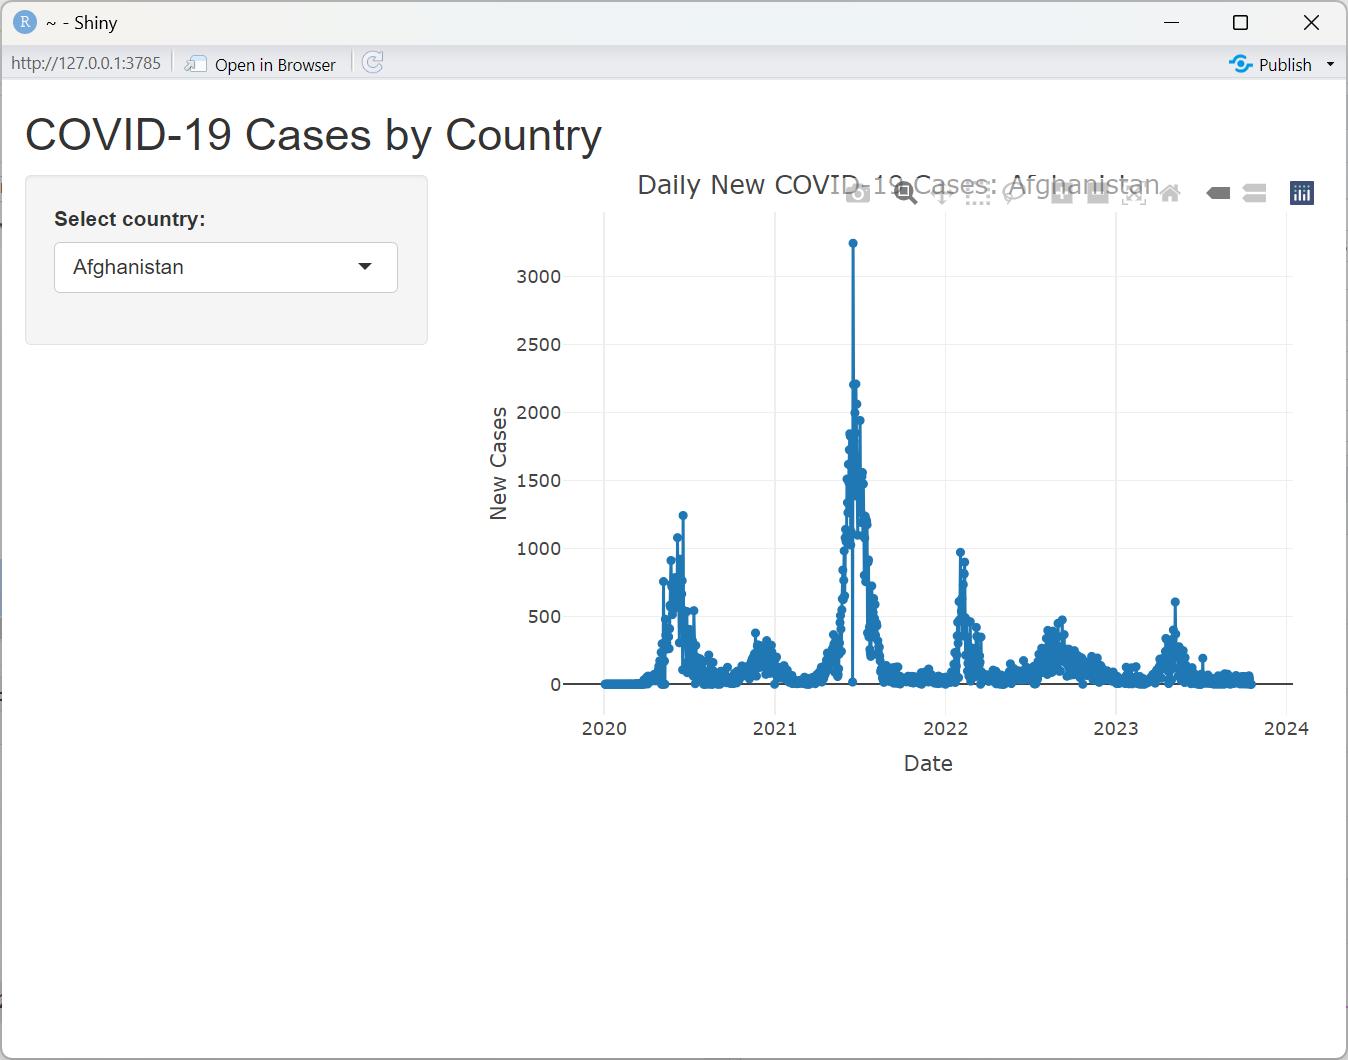 R ~ - Shiny
http://127.0.0.1:3785 Open in Browser Publish
COVID-19 Cases by Country
Select country:
Afghanistan
Daily New COVID-19 Cases: Afghanistan
New Cases
3000
2500
2000
1500
1000
500
0
2020 2021 2022 2023 2024
Date